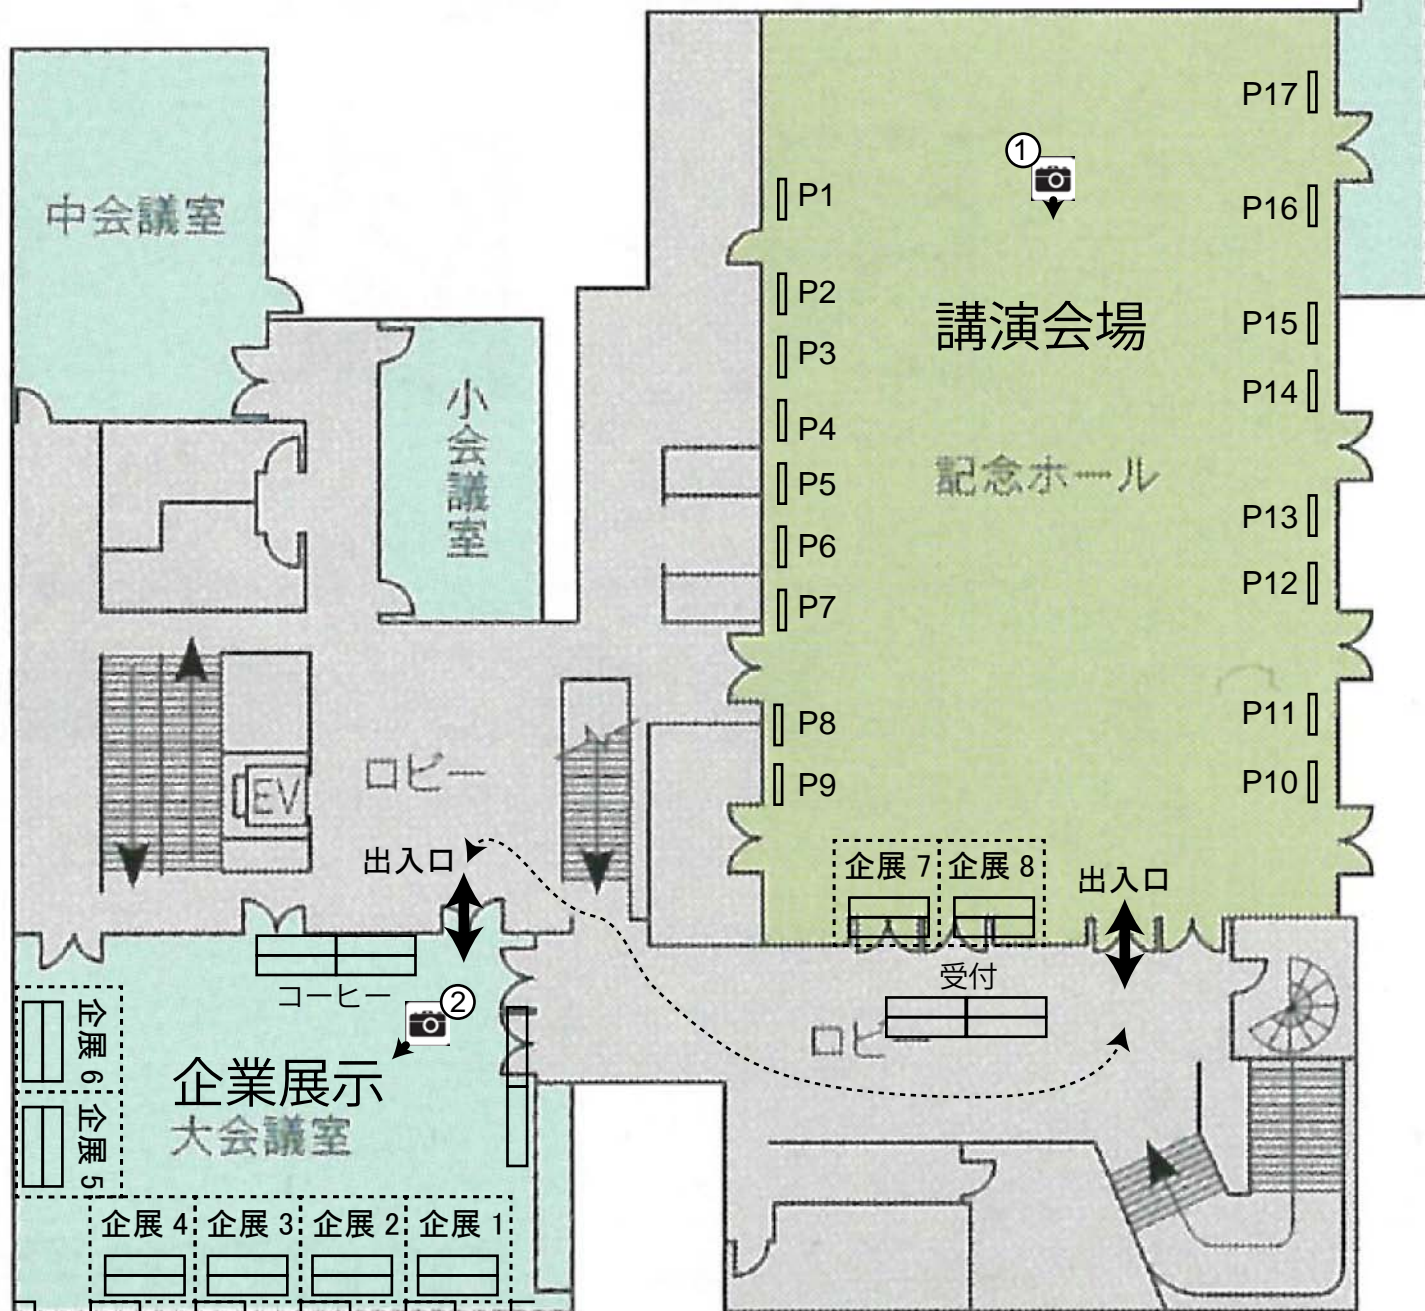 P17
①
中会議室
P1
P16
P2
講演会場
P15
P3
小会議室
P14
P4
記念ホール
P5
P13
P6
P12
P7
P11
P8
ロビー
EV
P9
P10
出入口
企展 7
企展 8
出入口
受付
コーヒー
②
企展 6
ロビー
企業展示
大会議室
企展 5
企展 4
企展 3
企展 2
企展 1